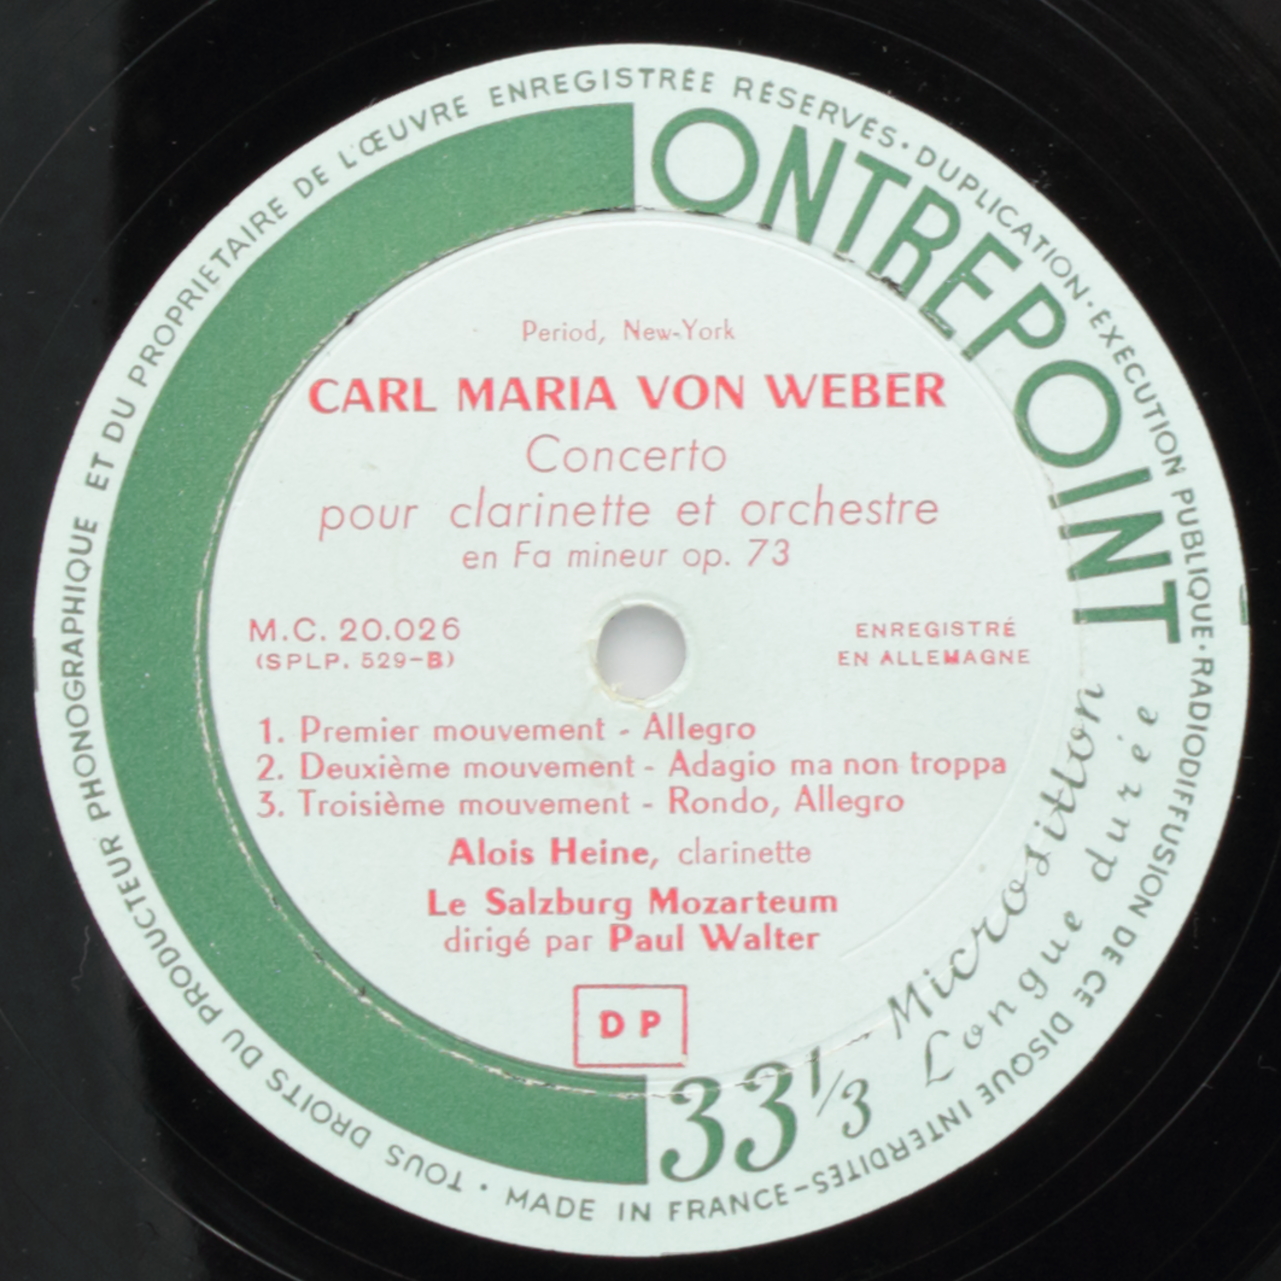 TOUS DROITS DU PRODUCTEUR PHONOGRAPHIQUE ET DU PROPRIETAIRE DE L'ŒUVRE ENREGISTRÉE RÉSERVÉS · DUPLICATION · EXECUTION PUBLIQUE · RADIODIFFUSION DE CE DISQUE INTERDITES – MADE IN FRANCE ·
CONTREPOINT
Period, New-York
CARL MARIA VON WEBER
Concerto
pour clarinette et orchestre
en Fa mineur op. 73
M.C. 20.026
(SPLP. 529-B)
ENREGISTRÉ
EN ALLEMAGNE
1. Premier mouvement - Allegro
2. Deuxième mouvement - Adagio ma non troppa
3. Troisième mouvement - Rondo, Allegro
Alois Heine, clarinette
Le Salzburg Mozarteum
dirigé par Paul Walter
DP
33 1/3
Microsillon
Longue durée